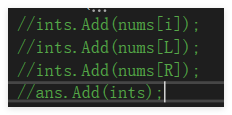 //ints.Add(nums[i]);
//ints.Add(nums[L]);
//ints.Add(nums[R]);
//ans.Add(ints);